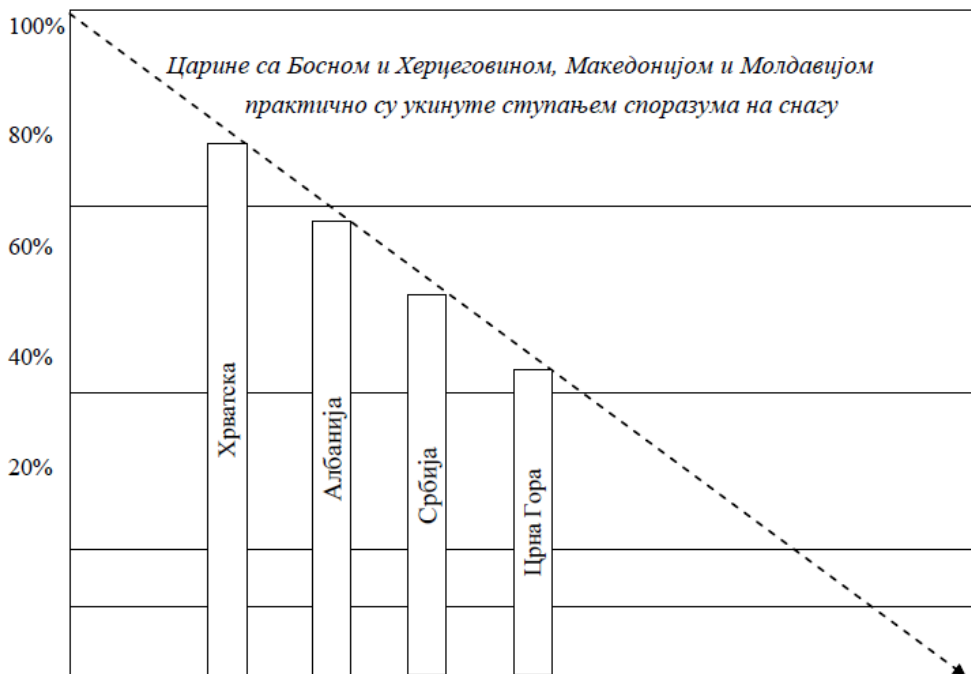 100%
Царине са Босном и Херцеговином, Македонијом и Молдавијом
практично су укинуте ступањем споразума на снагу
80%
60%
40%
20%
Хрватска
Албанија
Србија
Црна Гора